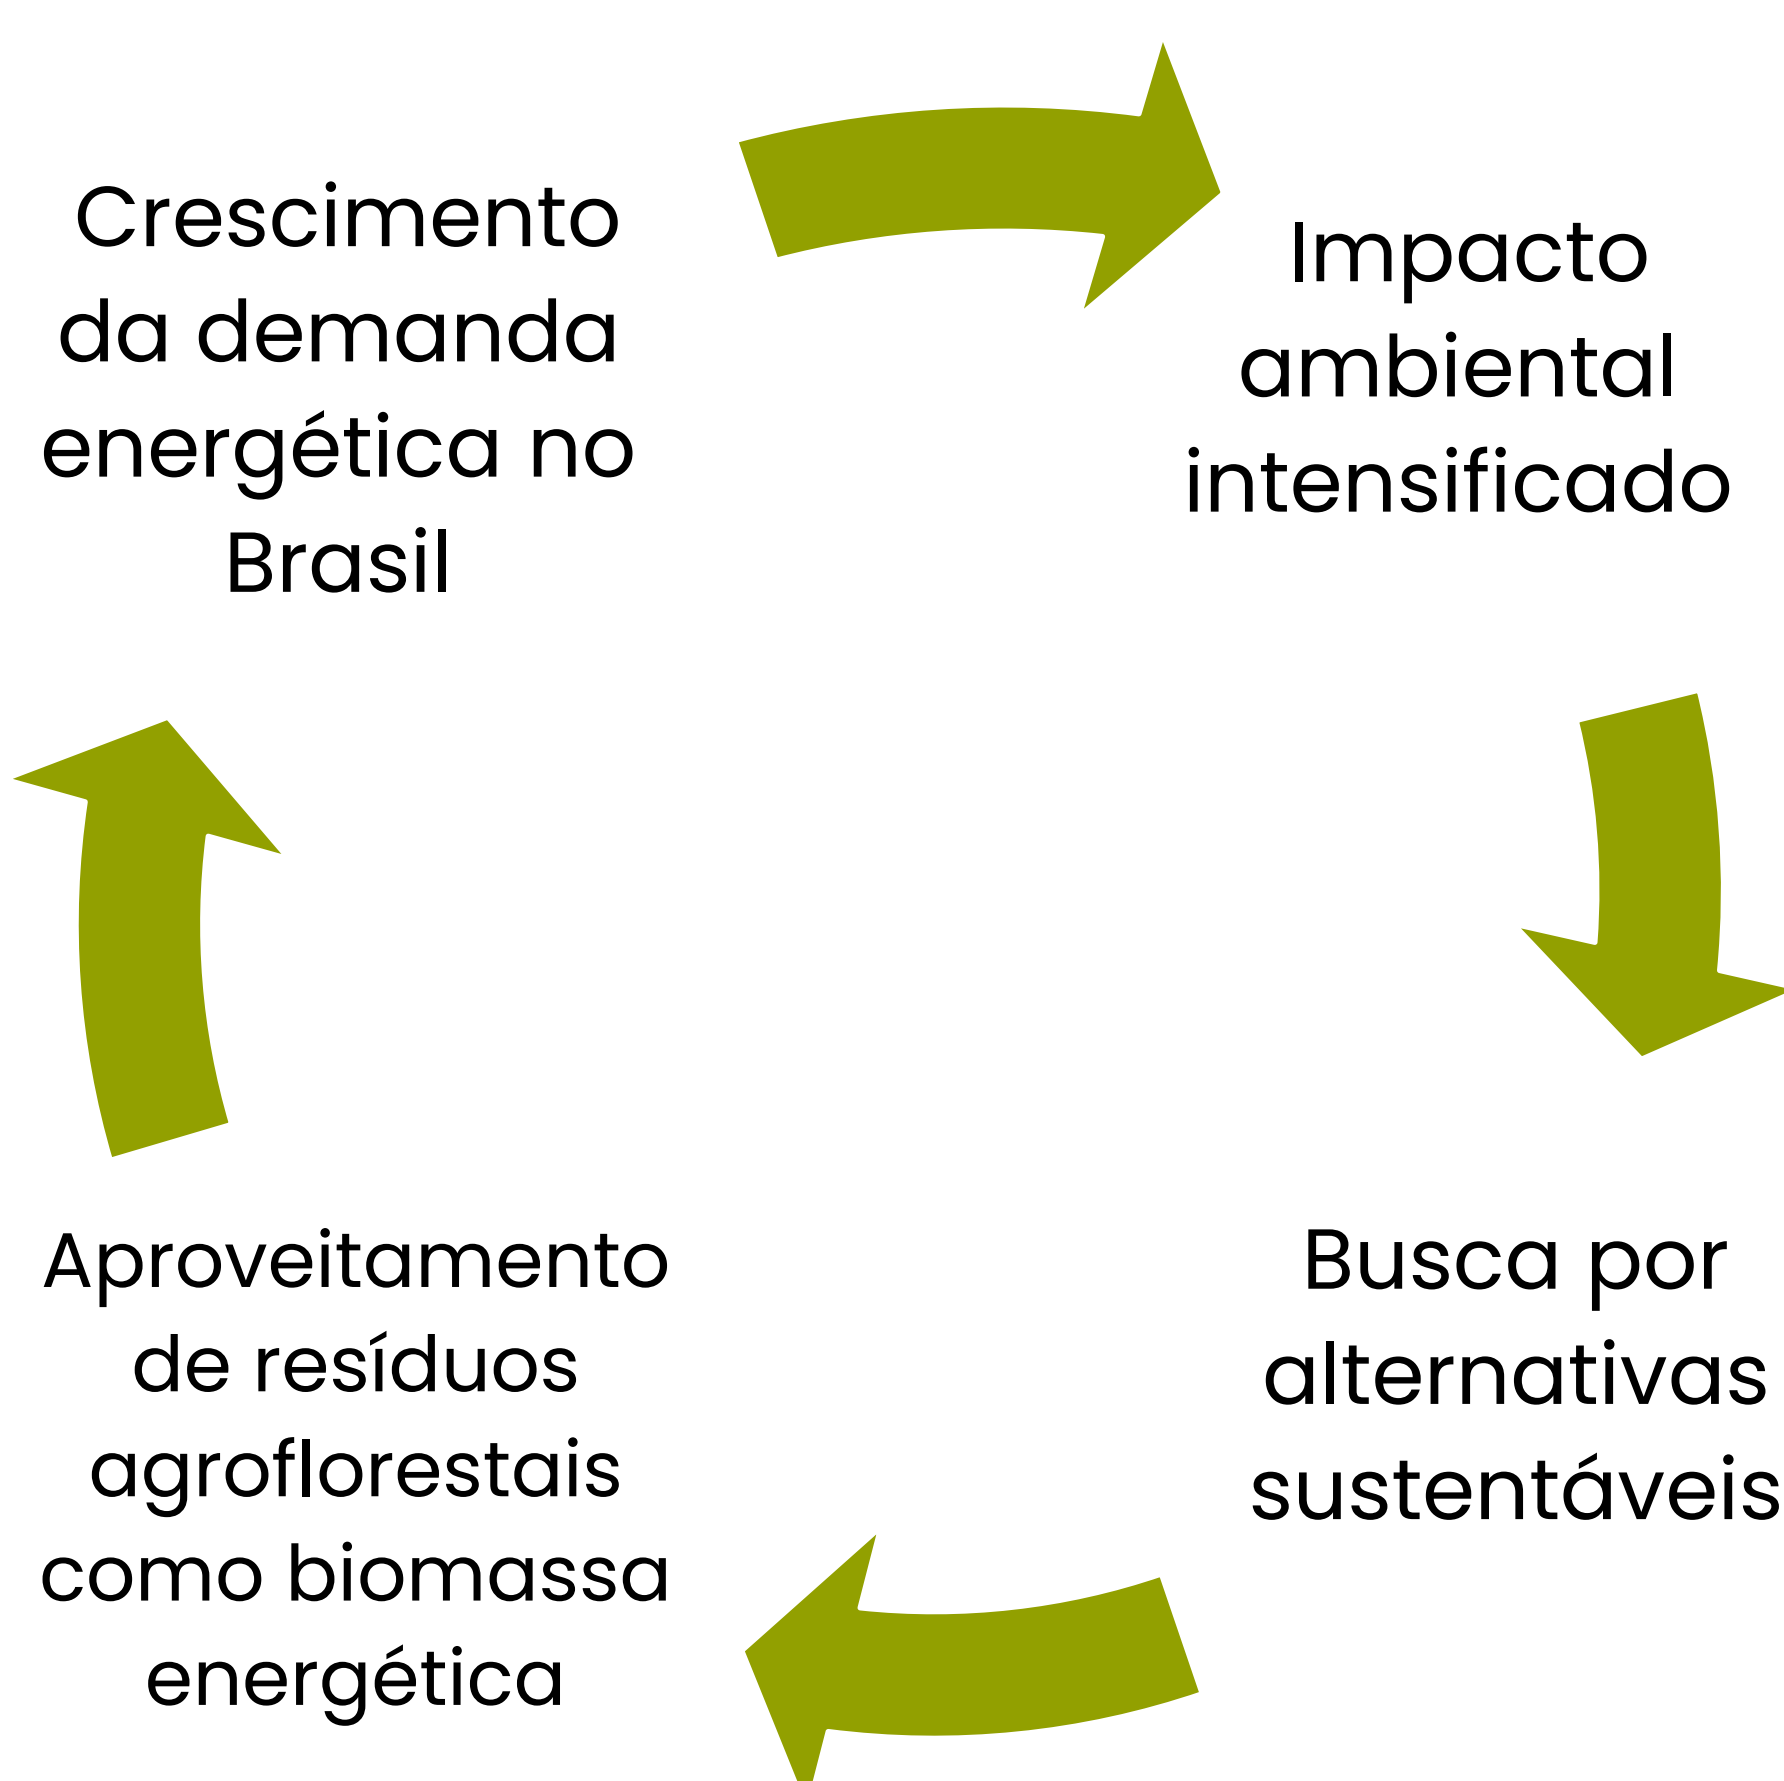 Crescimento
da demanda
energética no
Brasil
Impacto
ambiental
intensificado
Busca por
alternativas
sustentáveis
Aproveitamento
de resíduos
agroflorestais
como biomassa
energética